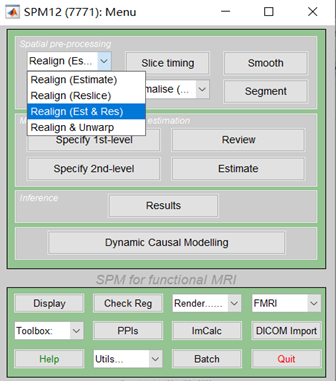 SPM12 (7771): Menu
Spatial pre-processing
Realign (Es...
Slice timing
Smooth
Realign (Estimate)
Realign (Reslice)
Realign (Est & Res)
Realign & Unwarp
malise (...
Segment
estimation
Specify 1st-level
Review
Specify 2nd-level
Estimate
Inference
Results
Dynamic Causal Modelling
SPM for functional MRI
Display
Check Reg
Render......
FMRI
Toolbox:
PPIs
ImCalc
DICOM Import
Help
Utils...
Batch
Quit